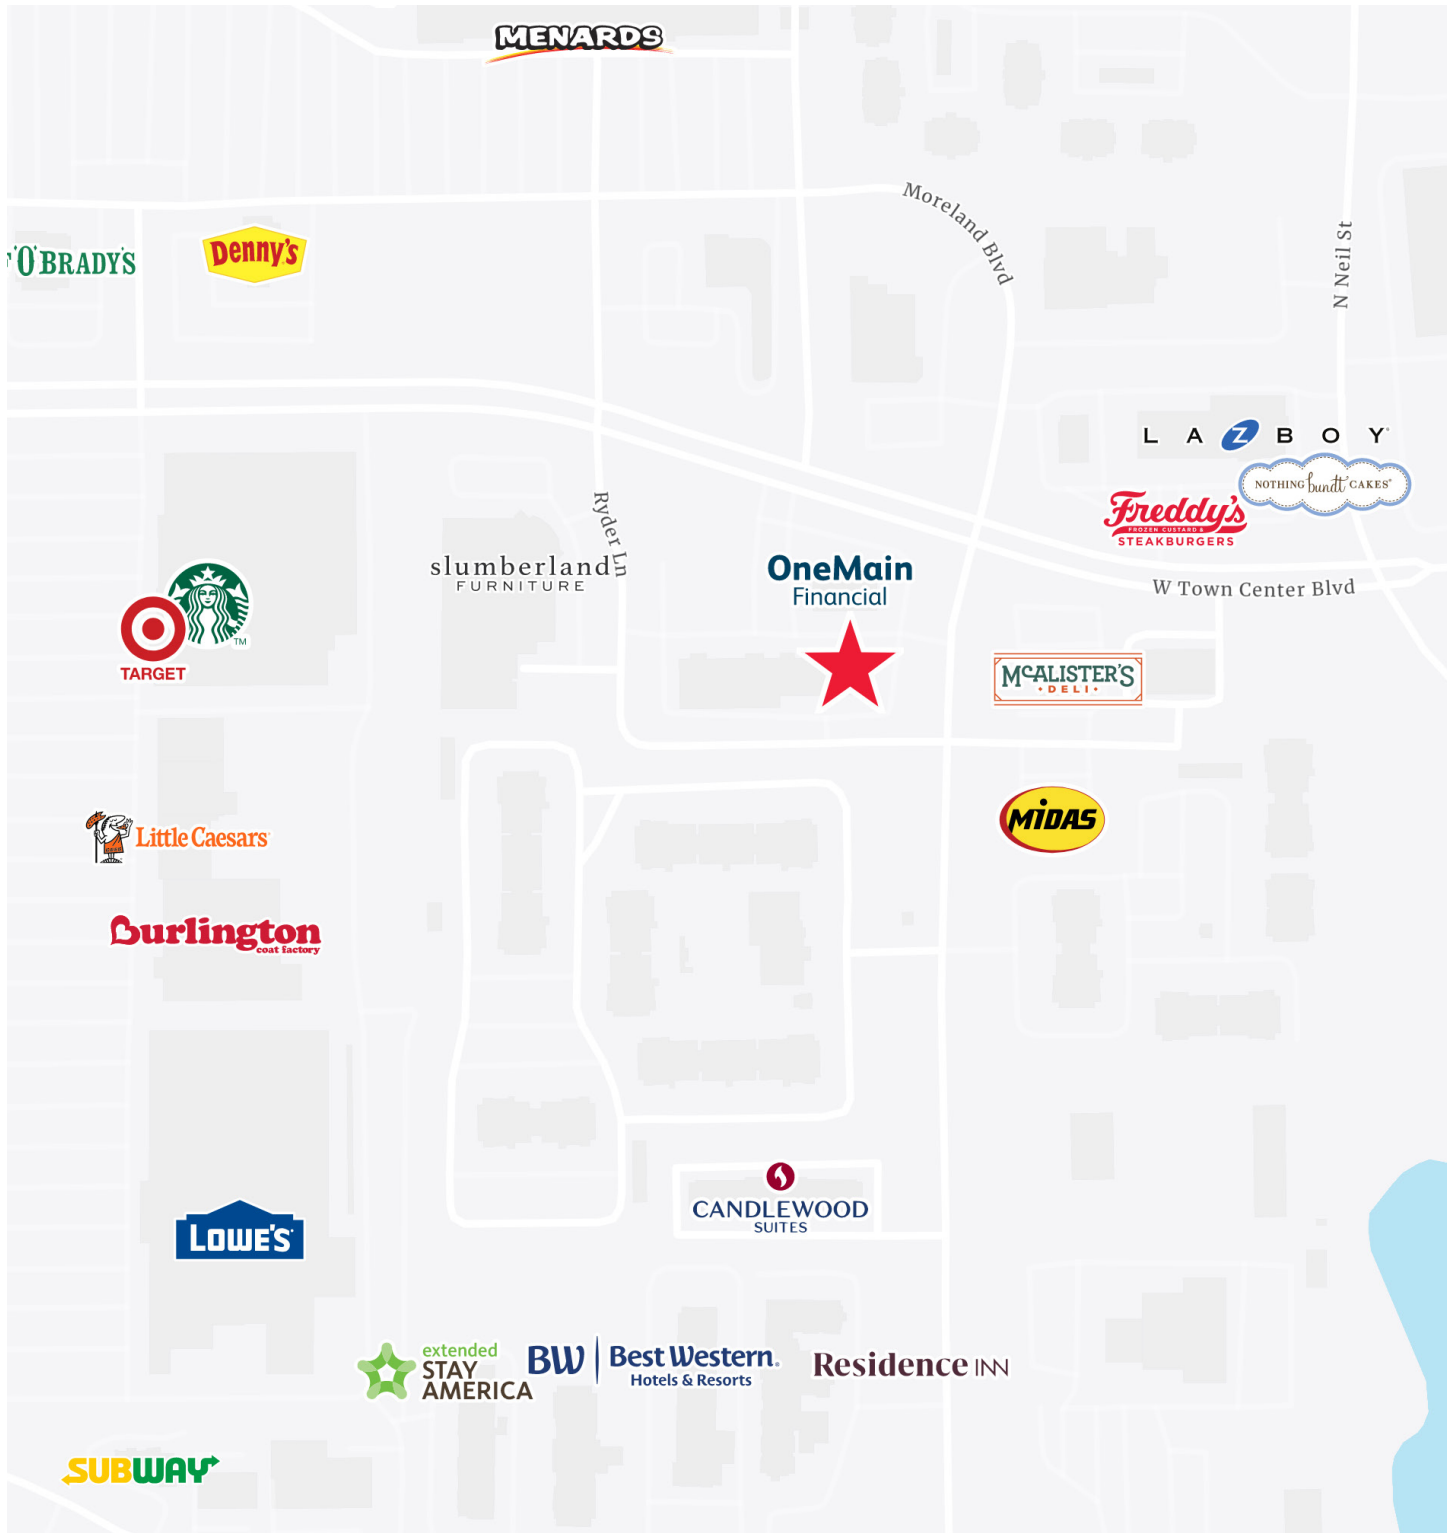 MENARDS
Moreland Blvd
N Neil St
'O'BRADY'S
Denny's
LAZBOY
NOTHING bundt CAKES
Freddy's
FROZEN CUSTARD &
STEAKBURGERS
Ryder Ln
slumberland
FURNITURE
OneMain
Financial
W Town Center Blvd
TM
TARGET
McALISTER'S
DELI
MIDAS
Little Caesars
Burlington
coat factory
CANDLEWOOD
SUITES
LOWE'S
extended
STAY
AMERICA
BW Best Western.
Hotels & Resorts
Residence INN
SUBWAY